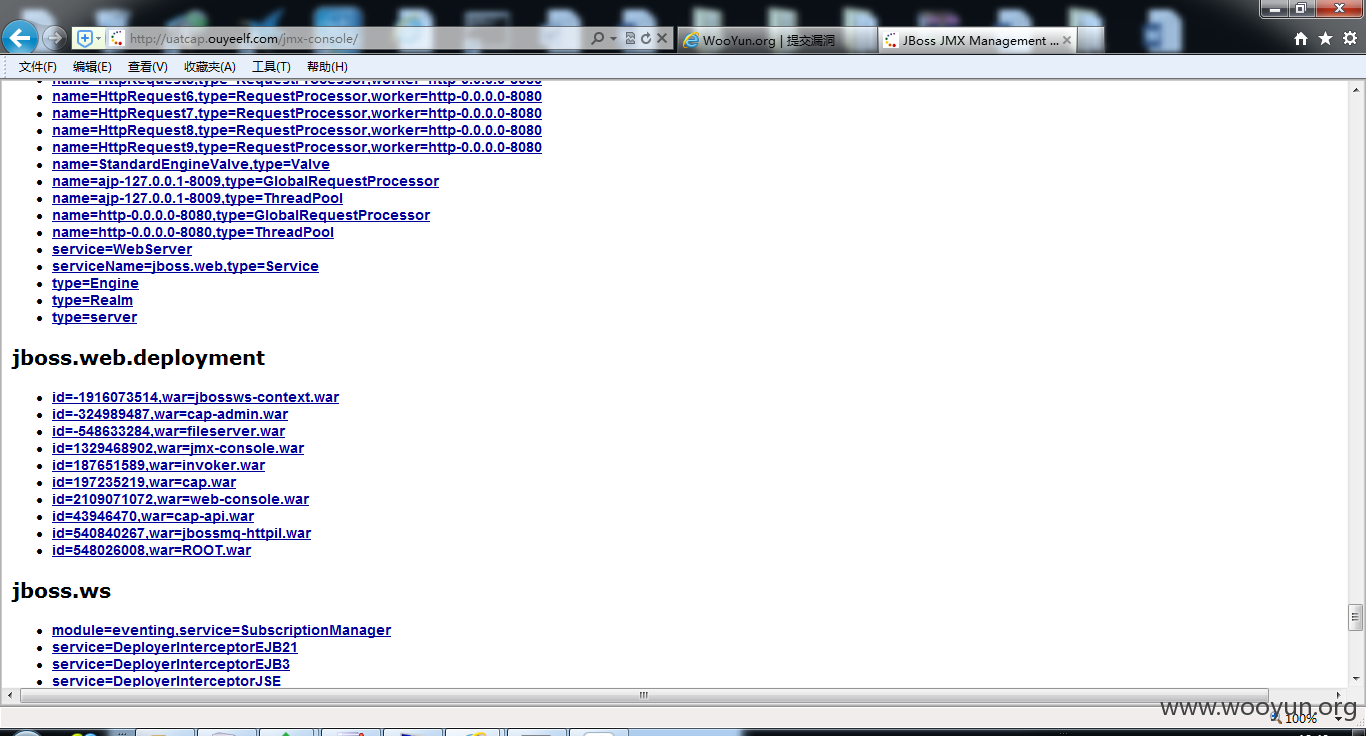 http://uatcap.ouyeelf.com/jmx-console/
WooYun.org | 提交漏洞
JBoss JMX Management ...
文件(F) 编辑(E) 查看(V) 收藏夹(A) 工具(T) 帮助(H)
name=HttpRequest6,type=RequestProcessor,worker=http-0.0.0.0-8080
name=HttpRequest7,type=RequestProcessor,worker=http-0.0.0.0-8080
name=HttpRequest8,type=RequestProcessor,worker=http-0.0.0.0-8080
name=HttpRequest9,type=RequestProcessor,worker=http-0.0.0.0-8080
name=StandardEngineValve,type=Valve
name=ajp-127.0.0.1-8009,type=GlobalRequestProcessor
name=ajp-127.0.0.1-8009,type=ThreadPool
name=http-0.0.0.0-8080,type=GlobalRequestProcessor
name=http-0.0.0.0-8080,type=ThreadPool
service=WebServer
serviceName=jboss.web,type=Service
type=Engine
type=Realm
type=server
jboss.web.deployment
id=-1916073514,war=jbossws-context.war
id=-324989487,war=cap-admin.war
id=-548633284,war=fileserver.war
id=1329468902,war=jmx-console.war
id=187651589,war=invoker.war
id=197235219,war=cap.war
id=2109071072,war=web-console.war
id=43946470,war=cap-api.war
id=540840267,war=jbossmq-httpil.war
id=548026008,war=ROOT.war
jboss.ws
module=eventing,service=SubscriptionManager
service=DeployerInterceptorEJB21
service=DeployerInterceptorEJB3
service=DeployerInterceptorJSE
www.wooyun.org
100%